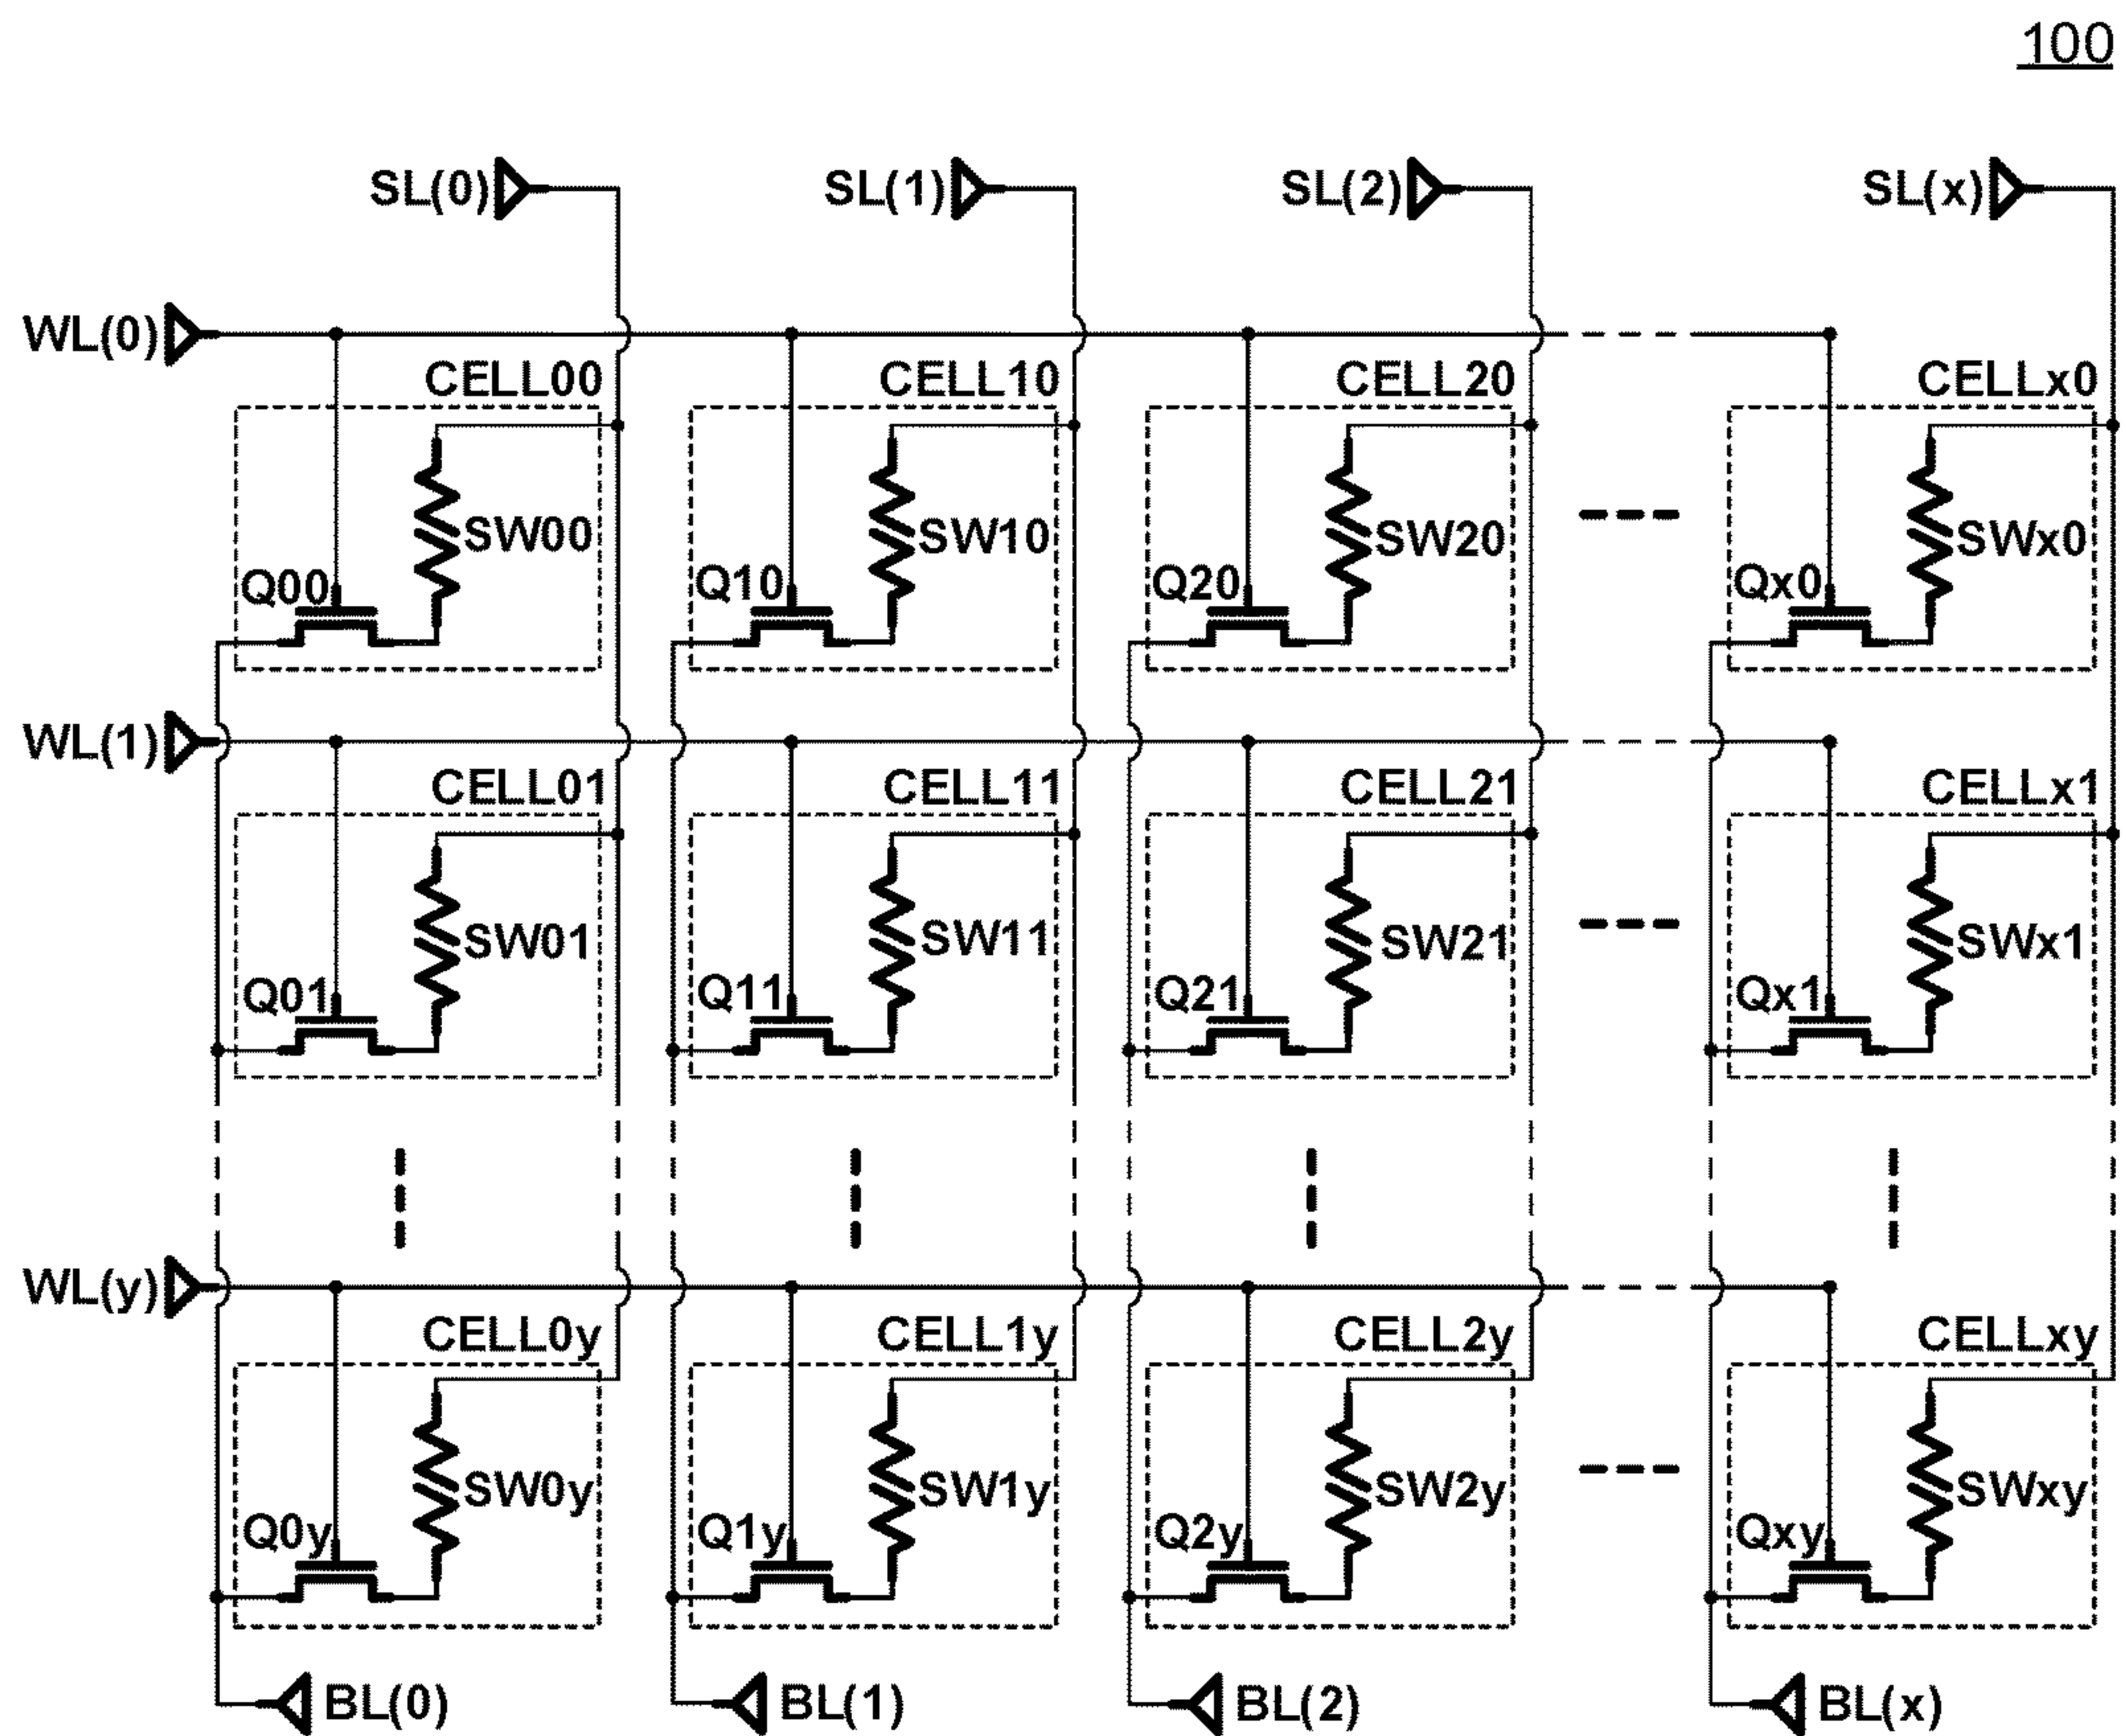 100
SL(0) SL(1) SL(2) SL(x)
WL(0)
CELL00 CELL10 CELL20 CELLx0
SW00 SW10 SW20 SWx0
Q00 Q10 Q20 Qx0
WL(1)
CELL01 CELL11 CELL21 CELLx1
SW01 SW11 SW21 SWx1
Q01 Q11 Q21 Qx1
WL(y)
CELL0y CELL1y CELL2y CELLxy
SW0y SW1y SW2y SWxy
Q0y Q1y Q2y Qxy
BL(0) BL(1) BL(2) BL(x)